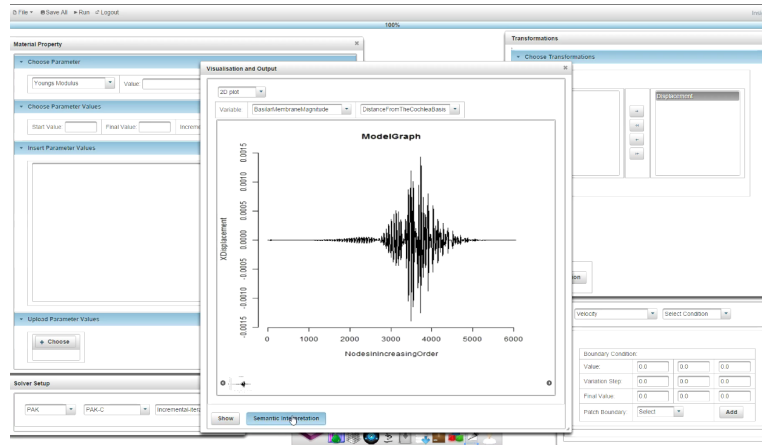 File Save All Run Logout
100%
Material Property
Choose Parameter
Youngs Modulus Value:
Choose Parameter Values
Start Value: Final Value:
Insert Parameter Values
Upload Parameter Values
Choose
Solver Setup
PAK PAK-C
Visualisation and Output
2D plot
Variable BasilarMembraneMagnitude DistanceFromTheCochleaBasis
ModelGraph
XDisplacement
0.0015
0.0010
0.0005
0.0000
-0.0005
-0.0010
-0.0015
0 1000 2000 3000 4000 5000 6000
NodesInIncreasingOrder
Show Semantic Interpretation
Transformations
Choose Transformations
Displacement
Velocity Select Condition
Boundary Condition:
Value: 0.0 0.0 0.0
Variation Step 0.0 0.0 0.0
Final Value: 0.0 0.0 0.0
Patch Boundary Select Add